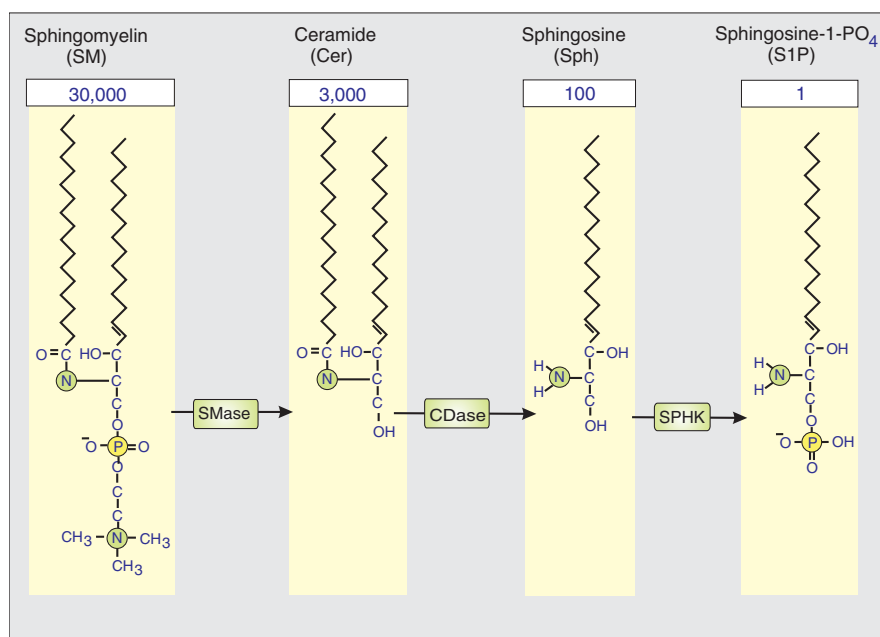 Sphingomyelin
(SM)
Ceramide
(Cer)
Sphingosine
(Sph)
Sphingosine-1-PO4
(S1P)
30,000
3,000
100
1
O=C
HO-C
N
C
C
O
-O-P=O
O
C
C
CH3-N-CH3
CH3
SMase
O=C
HO-C
N
C
C
OH
CDase
C-OH
H
N-C
H
C
OH
SPHK
C-OH
H
N-C
H
C
O
-O-P-OH
O